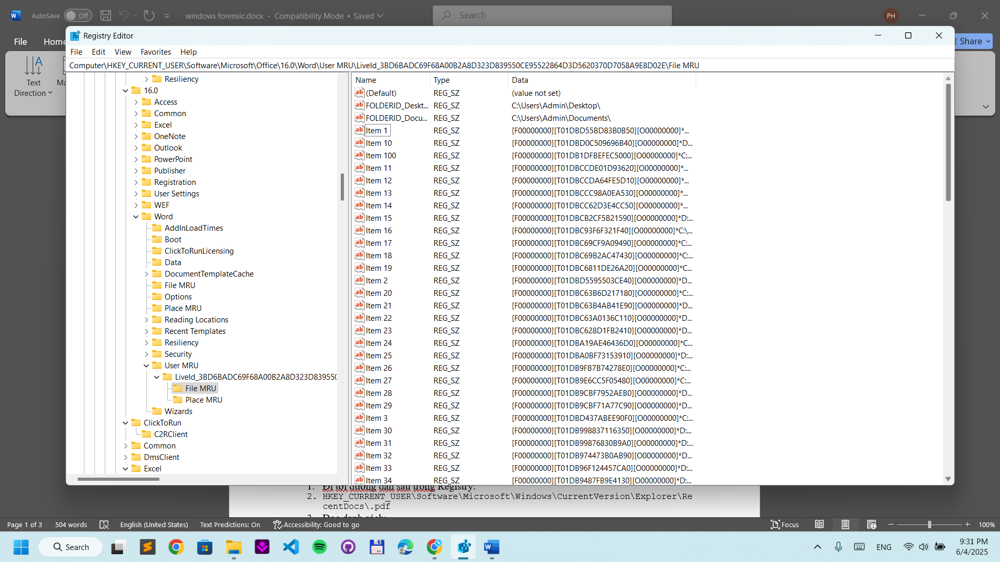 AutoSave Off windows forensic.docx - Compatibility Mode • Saved Search PH
File Home Share
Text
Direction
Registry Editor
File Edit View Favorites Help
Computer\HKEY_CURRENT_USER\Software\Microsoft\Office\16.0\Word\User MRU\LiveId_3BD6BADC69F68A00B2A8D323D839550CE95522864D3D5620370D7058A9E8D02E\File MRU
Resiliency
16.0
Access
Common
Excel
OneNote
Outlook
PowerPoint
Publisher
Registration
User Settings
WEF
Word
AddInLoadTimes
Boot
ClickToRunLicensing
Data
DocumentTemplateCache
File MRU
Options
Place MRU
Reading Locations
Recent Templates
Resiliency
Security
User MRU
LiveId_3BD6BADC69F68A00B2A8D323D839550
File MRU
Place MRU
Wizards
ClickToRun
C2RClient
Common
DmsClient
Excel
Name Type Data
(Default) REG_SZ (value not set)
FOLDERID_Deskt... REG_SZ C:\Users\Admin\Desktop\
FOLDERID_Docu... REG_SZ C:\Users\Admin\Documents\
Item 1 REG_SZ [F00000000][T01DBD55BD83B0B50][O00000000]*...
Item 10 REG_SZ [F00000000][T01DBD0C509696B40][O00000000]*D...
Item 100 REG_SZ [F00000000][T01DB1DFBEFEC5000][O00000000]*C:...
Item 11 REG_SZ [F00000000][T01DBCCDE01D93620][O00000000]*...
Item 12 REG_SZ [F00000000][T01DBCCDA64FE5D10][O00000000]*...
Item 13 REG_SZ [F00000000][T01DBCCC98A0EA530][O00000000]*...
Item 14 REG_SZ [F00000000][T01DBCC62D3E4CC50][O00000000]*...
Item 15 REG_SZ [F00000000][T01DBCB2CF5B21590][O00000000]*D:...
Item 16 REG_SZ [F00000000][T01DBC93F6F321F40][O00000000]*C:\...
Item 17 REG_SZ [F00000000][T01DBC69CF9A09490][O00000000]*C:...
Item 18 REG_SZ [F00000000][T01DBC69B2AC47430][O00000000]*C:...
Item 19 REG_SZ [F00000000][T01DBC6811DE26A20][O00000000]*C...
Item 2 REG_SZ [F00000000][T01DBD5595503CE40][O00000000]*D...
Item 20 REG_SZ [F00000000][T01DBC63B6D217180][O00000000]*C:...
Item 21 REG_SZ [F00000000][T01DBC63B4AB41E90][O00000000]*D...
Item 22 REG_SZ [F00000000][T01DBC63A0136C110][O00000000]*D...
Item 23 REG_SZ [F00000000][T01DBC628D1FB2410][O00000000]*D...
Item 24 REG_SZ [F00000000][T01DBA19AE46436D0][O00000000]*C...
Item 25 REG_SZ [F00000000][T01DBA0BF73153910][O00000000]*D:...
Item 26 REG_SZ [F00000000][T01DB9FB7B74278E0][O00000000]*C:...
Item 27 REG_SZ [F00000000][T01DB9E6CC5F05480][O00000000]*C:...
Item 28 REG_SZ [F00000000][T01DB9CBF7952AEB0][O00000000]*D...
Item 29 REG_SZ [F00000000][T01DB9CBF71A77C90][O00000000]*D...
Item 3 REG_SZ [F00000000][T01DBD437ABEE90F0][O00000000]*C:...
Item 30 REG_SZ [F00000000][T01DB998837116350][O00000000]*D:...
Item 31 REG_SZ [F00000000][T01DB99876830B9A0][O00000000]*D:...
Item 32 REG_SZ [F00000000][T01DB974473B0AB90][O00000000]*D...
Item 33 REG_SZ [F00000000][T01DB96F124457CA0][O00000000]*D:...
Item 34 REG_SZ [F00000000][T01DB9487FB9E4130][O00000000]*D:...
1. Đi tới đường dẫn sau trong Registry:
2. HKEY_CURRENT_USER\Software\Microsoft\Windows\CurrentVersion\Explorer\Re
centDocs\.pdf
Page 1 of 3 504 words English (United States) Text Predictions: On Accessibility: Good to go Focus 100%
Search ENG 9:31 PM
6/4/2025